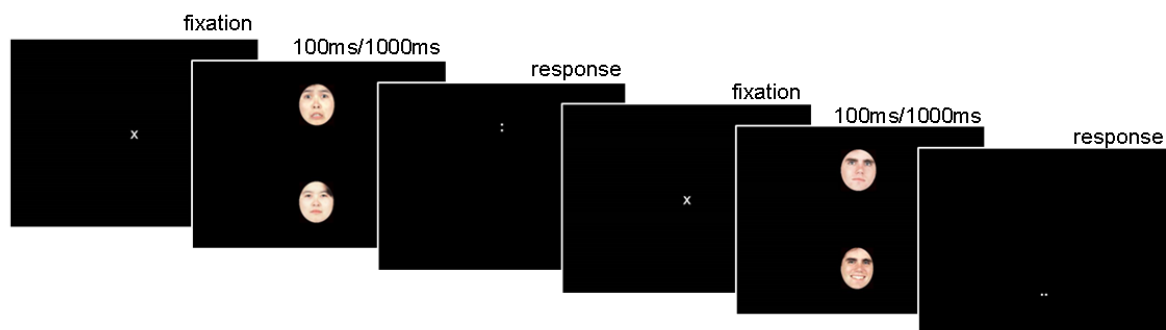 fixation
100ms/1000ms
response
fixation
100ms/1000ms
response
x
:
x
..